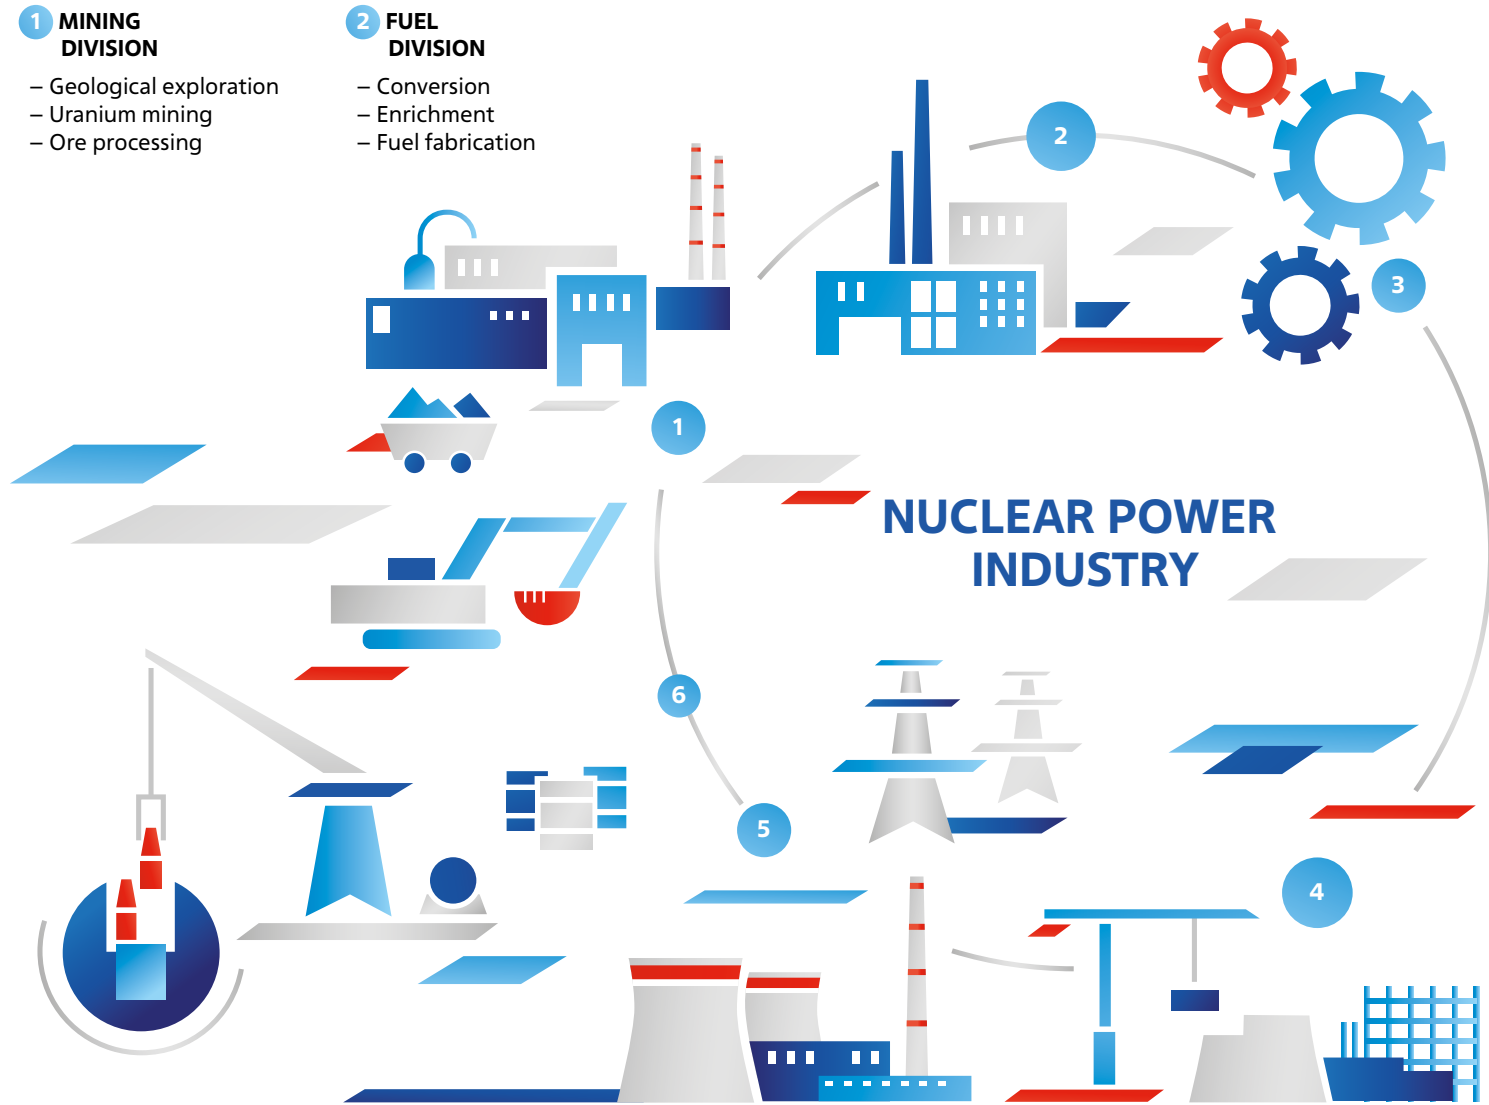 1 MINING
DIVISION
– Geological exploration
– Uranium mining
– Ore processing
2 FUEL
DIVISION
– Conversion
– Enrichment
– Fuel fabrication
2
3
1
NUCLEAR POWER
INDUSTRY
6
5
4